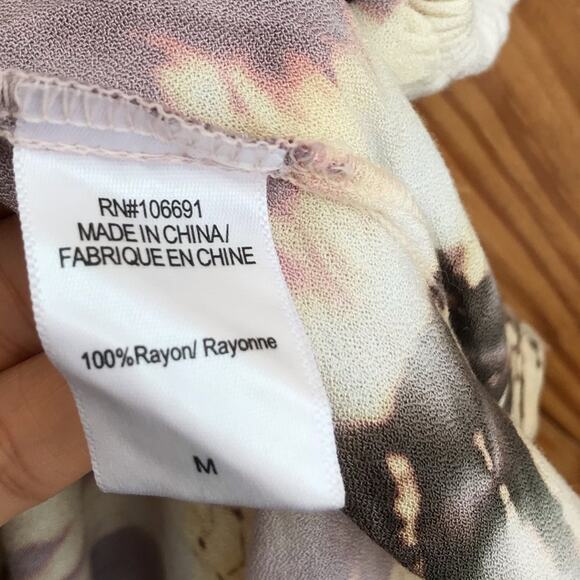 RN#106691
MADE IN CHINA/
FABRIQUE EN CHINE
100%Rayon/ Rayonne
M